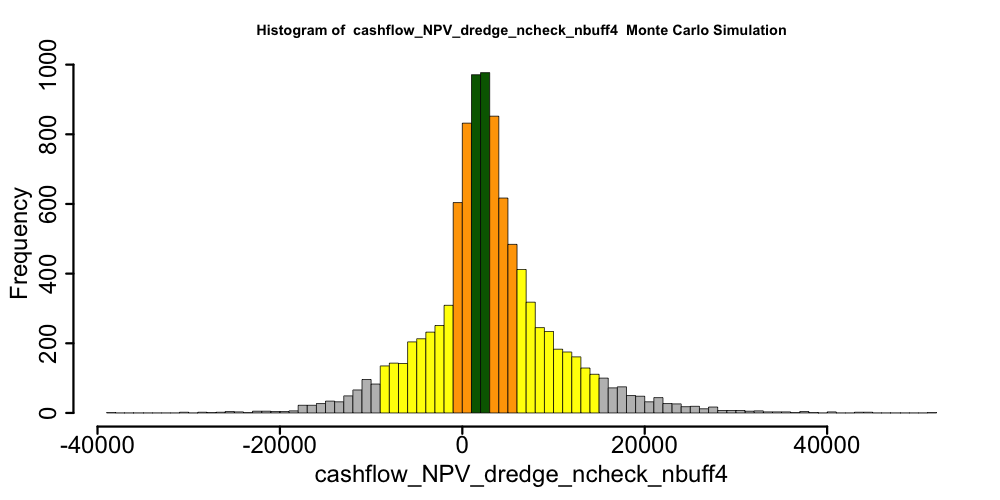 Histogram of  cashflow_NPV_dredge_ncheck_nbuff4  Monte Carlo Simulation
Frequency
1000
800
600
400
200
0
-40000 -20000 0 20000 40000
cashflow_NPV_dredge_ncheck_nbuff4